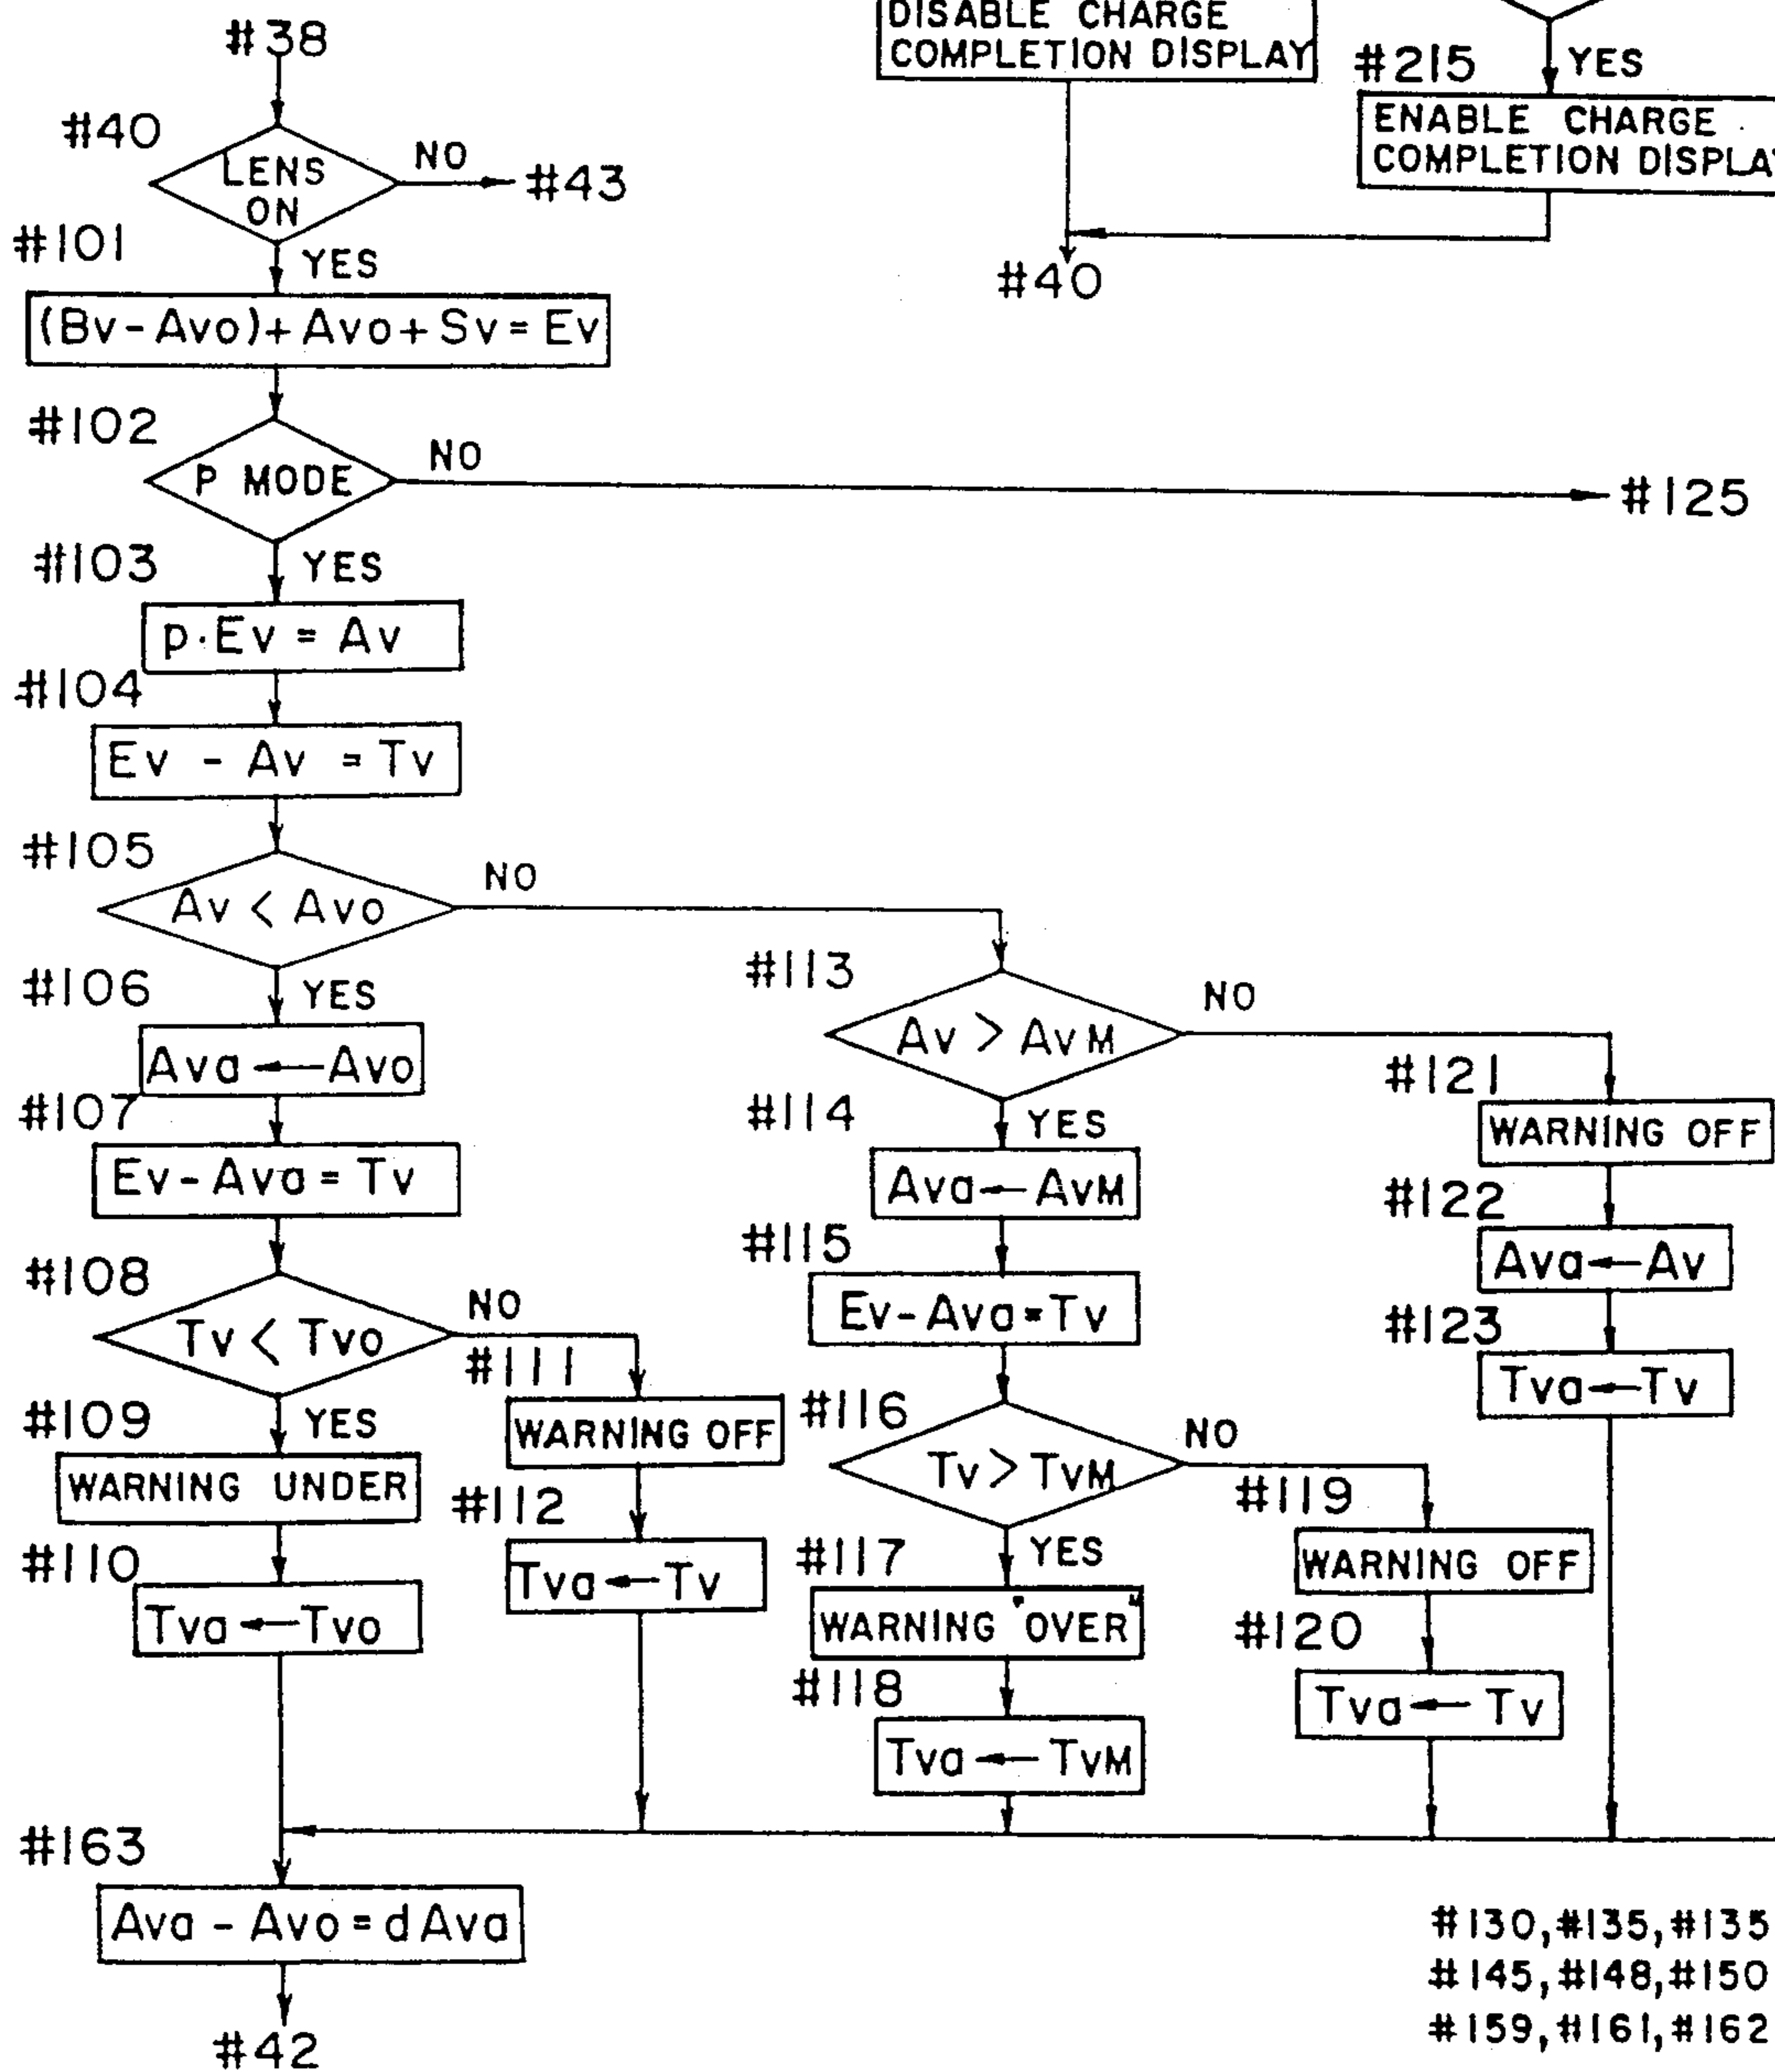 #38
#40
LENS
ON
NO
#43
#101
YES
(Bv-Avo)+Avo+Sv=Ev
#102
P MODE
NO
#125
#103
YES
p·Ev = Av
#104
Ev - Av = Tv
#105
Av < Avo
NO
#106
YES
Ava ← Avo
#107
Ev-Ava=Tv
#108
Tv < Tvo
NO
#109
YES
WARNING UNDER
#110
Tva ← Tvo
#111
WARNING OFF
#112
Tva ← Tv
#113
Av > AvM
NO
#114
YES
Ava ← AvM
#115
Ev-Ava=Tv
#116
Tv > TvM
NO
#117
YES
WARNING "OVER"
#118
Tva ← TvM
#119
WARNING OFF
#120
Tva ← Tv
#121
WARNING OFF
#122
Ava ← Av
#123
Tva ← Tv
#163
Ava - Avo = dAva
#42
DISABLE CHARGE
COMPLETION DISPLAY
#215
YES
ENABLE CHARGE
COMPLETION DISPLA
#40
#130,#135,#135
#145,#148,#150
#159,#161,#162